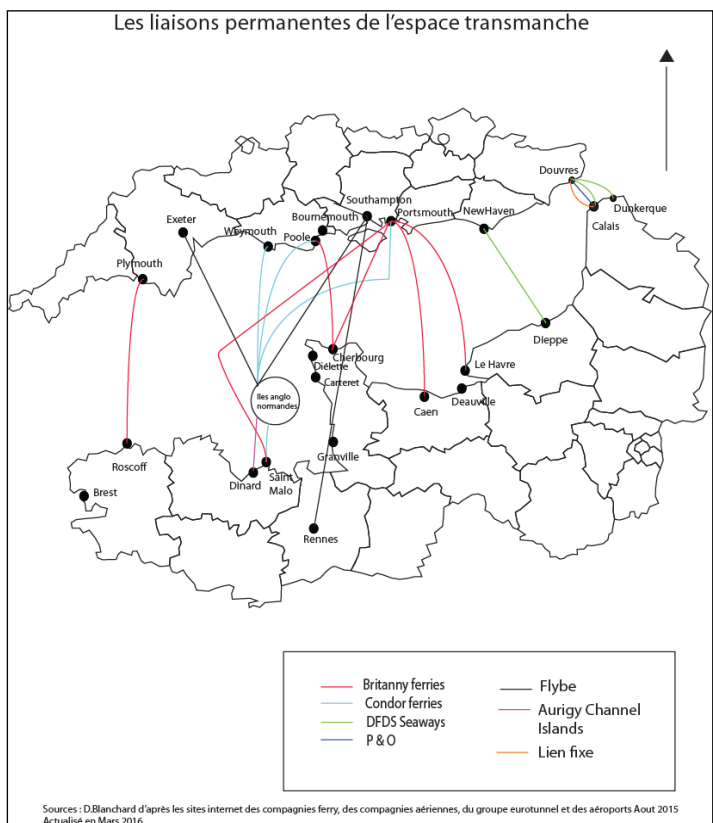 Les liaisons permanentes de l'espace transmanche
Douvres
Dunkerque
Calais
Southampton
Portsmouth
NewHaven
Bournemouth
Exeter
Weymouth
Poole
Plymouth
Dieppe
Cherbourg
Diélette
Carteret
Le Havre
Deauville
Caen
Iles anglo
normandes
Granville
Roscoff
Dinard
Saint
Malo
Brest
Rennes
Britanny ferries
Condor ferries
DFDS Seaways
P & O
Flybe
Aurigy Channel
Islands
Lien fixe
Sources : D.Blanchard d'après les sites internet des compagnies ferry, des compagnies aériennes, du groupe eurotunnel et des aéroports Aout 2015
Actualisé en Mars 2016